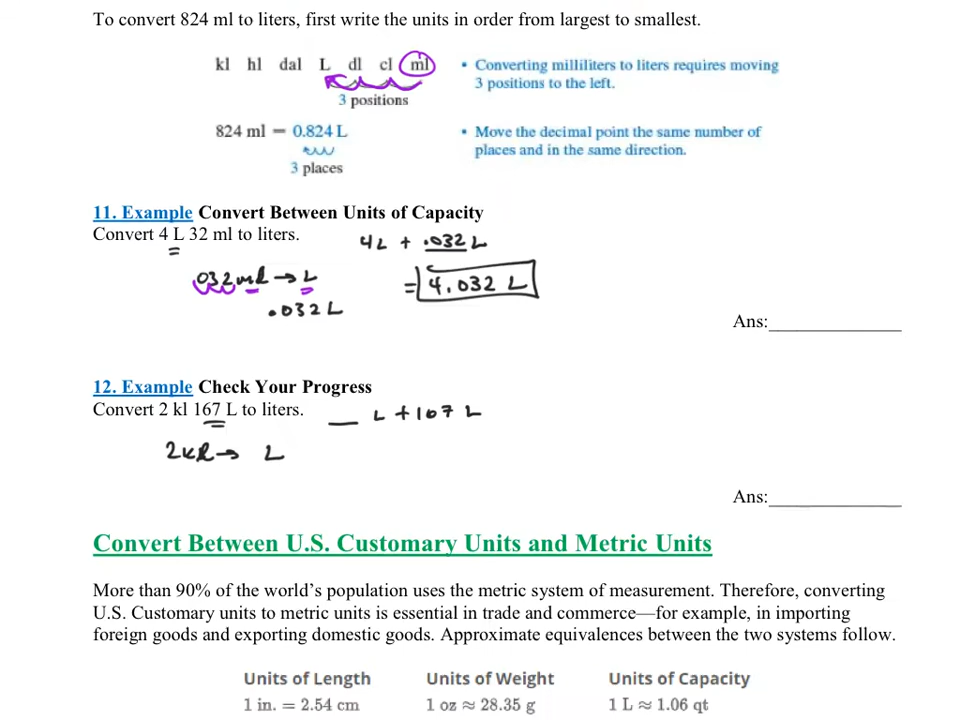 To convert 824 ml to liters, first write the units in order from largest to smallest.
kl hl dal L dl cl ml
3 positions
• Converting milliliters to liters requires moving
3 positions to the left.
824 ml = 0.824 L
3 places
• Move the decimal point the same number of
places and in the same direction.
11. Example Convert Between Units of Capacity
Convert 4 L 32 ml to liters.
4L + .032 L
032ml → L
= 4.032 L
.032 L
Ans:_______________
12. Example Check Your Progress
Convert 2 kl 167 L to liters.
__ L + 167 L
2kl → L
Ans:_______________
Convert Between U.S. Customary Units and Metric Units
More than 90% of the world’s population uses the metric system of measurement. Therefore, converting
U.S. Customary units to metric units is essential in trade and commerce—for example, in importing
foreign goods and exporting domestic goods. Approximate equivalences between the two systems follow.
Units of Length Units of Weight Units of Capacity
1 in. = 2.54 cm 1 oz ≈ 28.35 g 1 L ≈ 1.06 qt